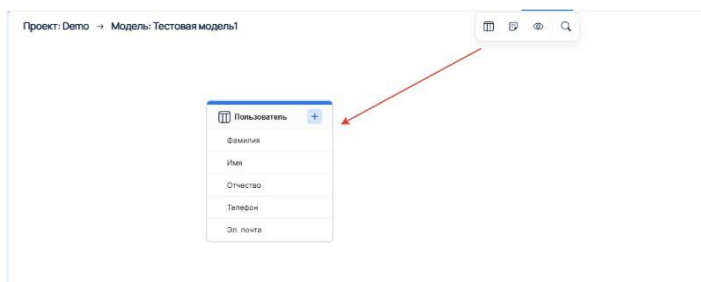 Проект: Demo → Модель: Тестовая модель1
Пользователь +
Фамилия
Имя
Отчество
Телефон
Эл. почта